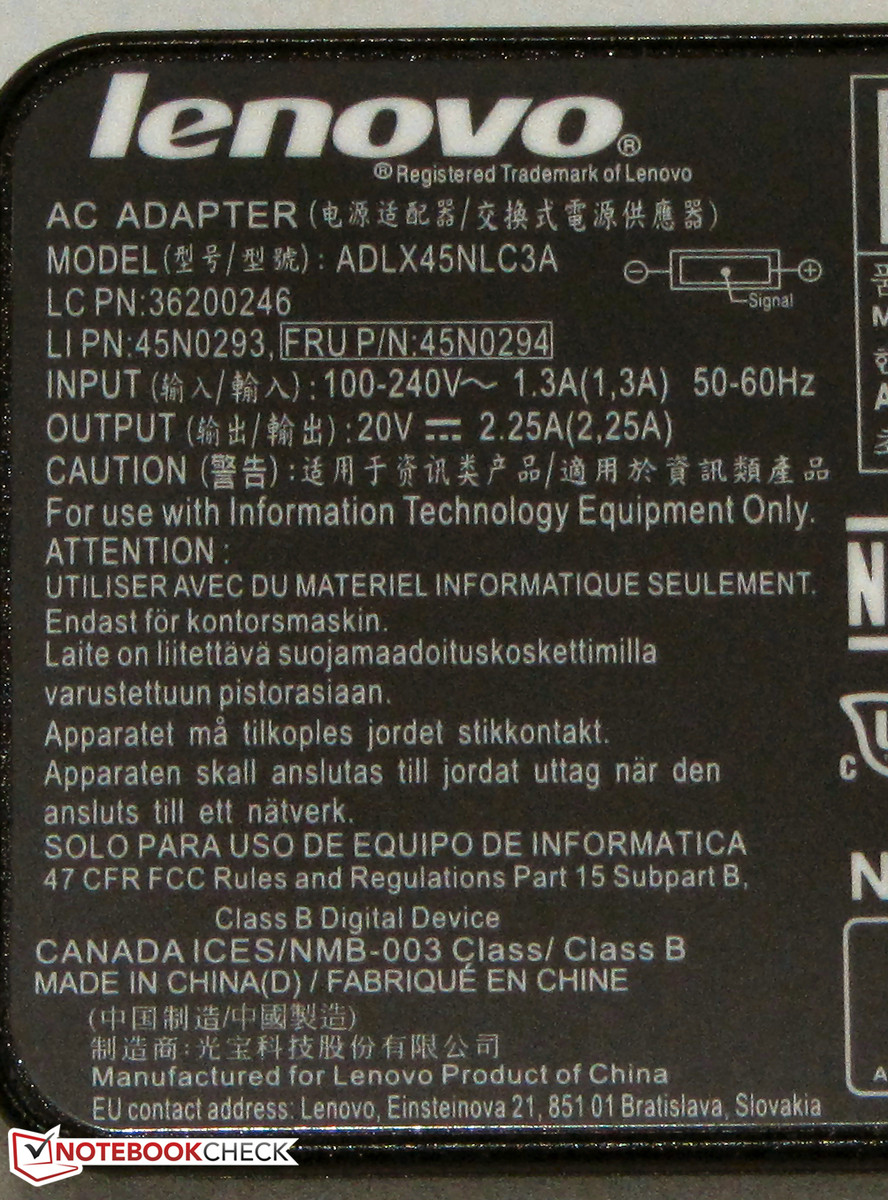 lenovo®
®Registered Trademark of Lenovo
AC ADAPTER (电源适配器/交換式電源供應器)
MODEL(型号/型號): ADLX45NLC3A
Signal
LC PN:36200246
LI PN:45N0293, FRU P/N:45N0294
INPUT (输入/輸入):100-240V～ 1.3A(1,3A) 50-60Hz
OUTPUT (输出/輸出):20V ⎓ 2.25A(2,25A)
CAUTION (警告):适用于资讯类产品/適用於資訊類產品
For use with Information Technology Equipment Only.
ATTENTION :
UTILISER AVEC DU MATERIEL INFORMATIQUE SEULEMENT.
Endast för kontorsmaskin.
Laite on liitettävä suojamaadoituskoskettimilla
varustettuun pistorasiaan.
Apparatet må tilkoples jordet stikkontakt.
Apparaten skall anslutas till jordat uttag när den
ansluts till ett nätverk.
SOLO PARA USO DE EQUIPO DE INFORMATICA
47 CFR FCC Rules and Regulations Part 15 Subpart B,
Class B Digital Device
CANADA ICES/NMB-003 Class/ Class B
MADE IN CHINA(D) / FABRIQUÉ EN CHINE
(中国制造/中國製造)
制造商:光宝科技股份有限公司
Manufactured for Lenovo Product of China
EU contact address: Lenovo, Einsteinova 21, 851 01 Bratislava, Slovakia
NOTEBOOKCHECK